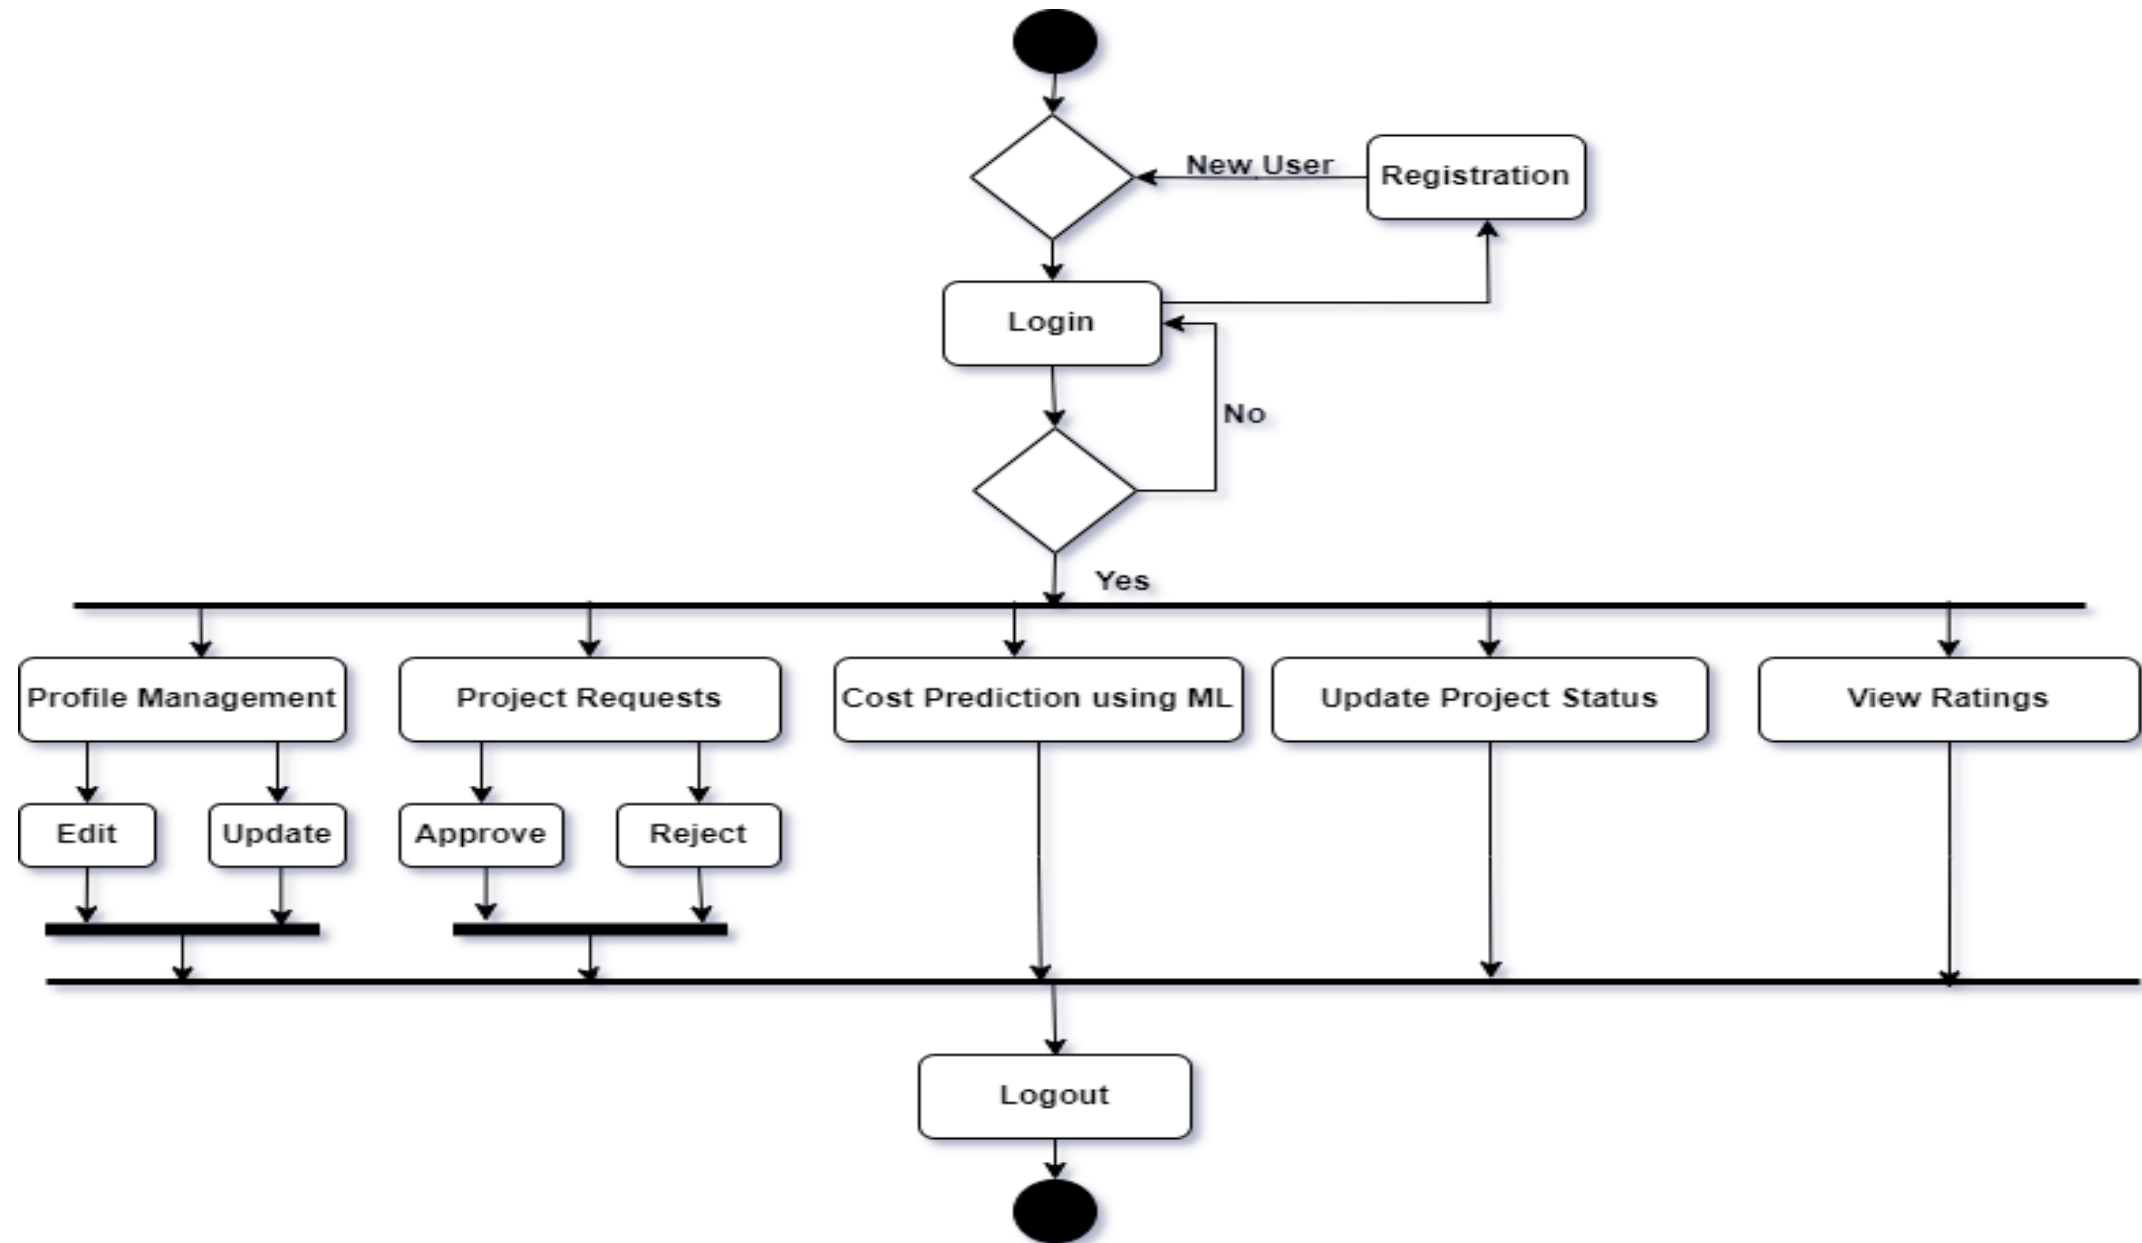 New User
Registration
Login
No
Yes
Profile Management
Project Requests
Cost Prediction using ML
Update Project Status
View Ratings
Edit
Update
Approve
Reject
Logout